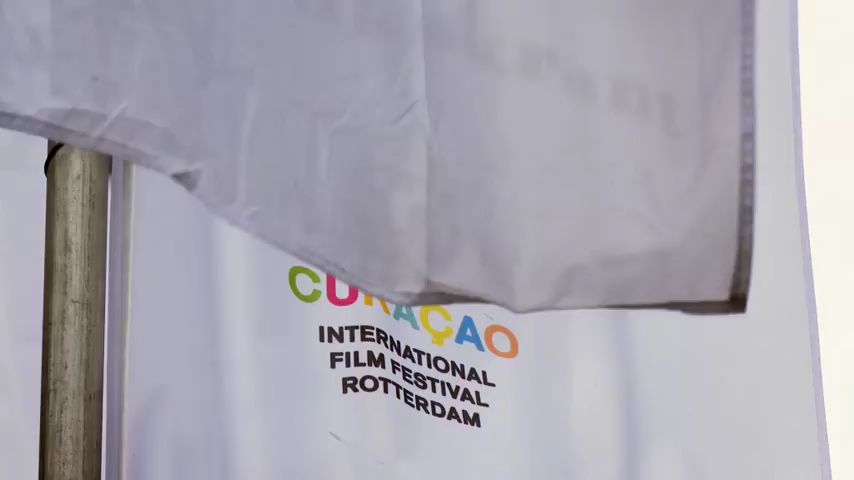 CURAÇAO
INTERNATIONAL
FILM FESTIVAL
ROTTERDAM